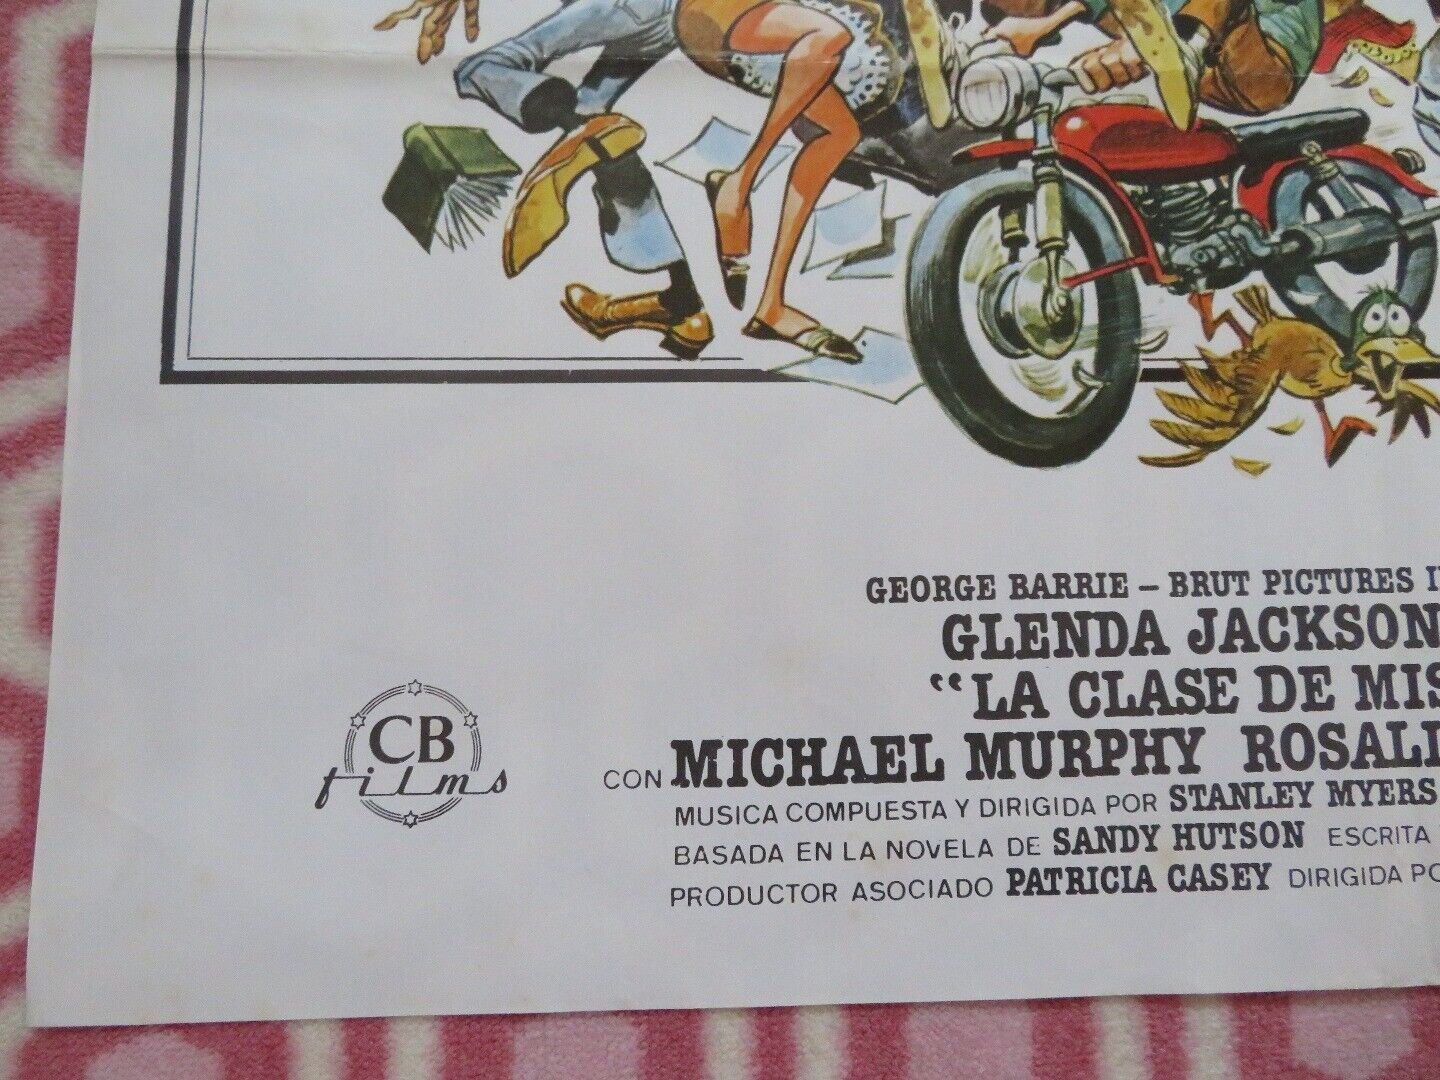 GEORGE BARRIE – BRUT PICTURES
GLENDA JACKSON
“LA CLASE DE
CON MICHAEL MURPHY
MUSICA COMPUESTA Y DIRIGIDA POR STANLEY MYERS
BASADA EN LA NOVELA DE SANDY HUTSON ESCRITA
PRODUCTOR ASOCIADO PATRICIA CASEY DIRIGIDA
CB
films